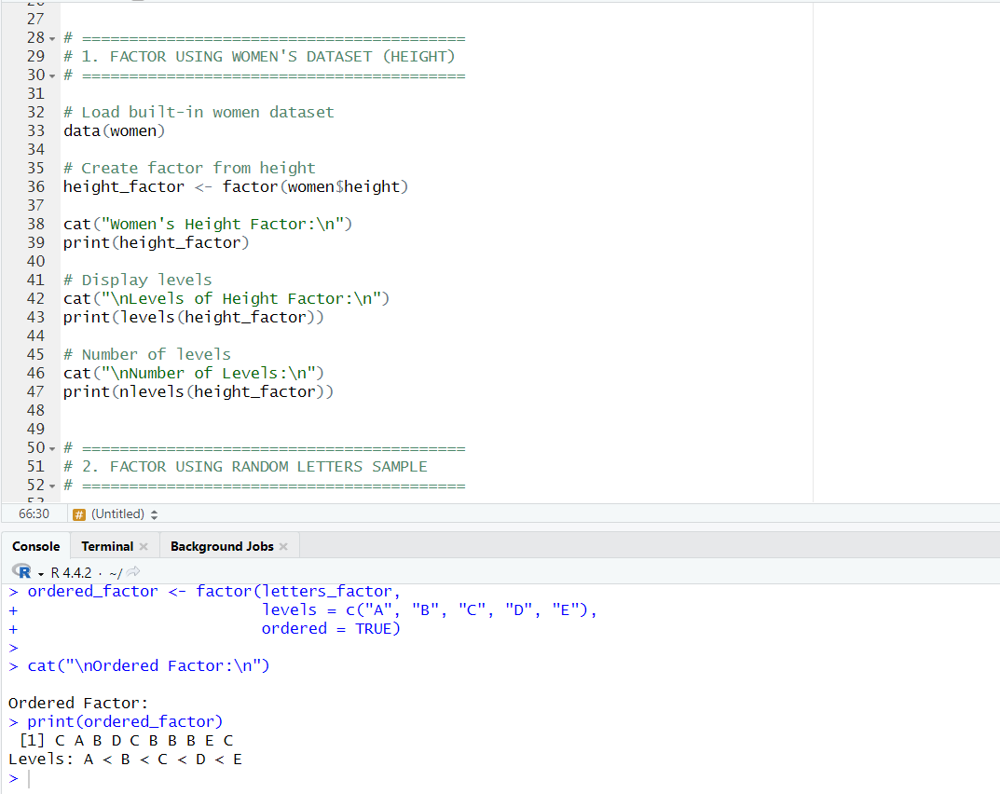 27
28 # =========================================
29 # 1. FACTOR USING WOMEN'S DATASET (HEIGHT)
30 # =========================================
31
32 # Load built-in women dataset
33 data(women)
34
35 # Create factor from height
36 height_factor <- factor(women$height)
37
38 cat("Women's Height Factor:\n")
39 print(height_factor)
40
41 # Display levels
42 cat("\nLevels of Height Factor:\n")
43 print(levels(height_factor))
44
45 # Number of levels
46 cat("\nNumber of Levels:\n")
47 print(nlevels(height_factor))
48
49
50 # =========================================
51 # 2. FACTOR USING RANDOM LETTERS SAMPLE
52 # =========================================
66:30 # (Untitled)
Console Terminal Background Jobs
R R 4.4.2 · ~/
> ordered_factor <- factor(letters_factor,
+                          levels = c("A", "B", "C", "D", "E"),
+                          ordered = TRUE)
>
> cat("\nOrdered Factor:\n")

Ordered Factor:
> print(ordered_factor)
 [1] C A B D C B B B E C
Levels: A < B < C < D < E
>